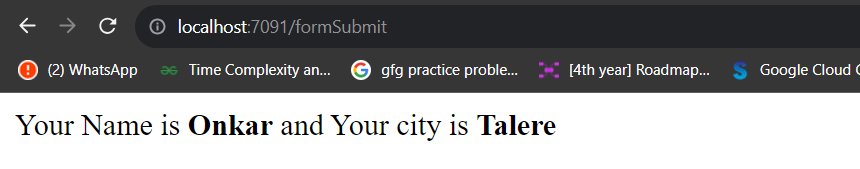 localhost:7091/formSubmit
(2) WhatsApp Time Complexity an... gfg practice proble... [4th year] Roadmap... Google Cloud
Your Name is Onkar and Your city is Talere